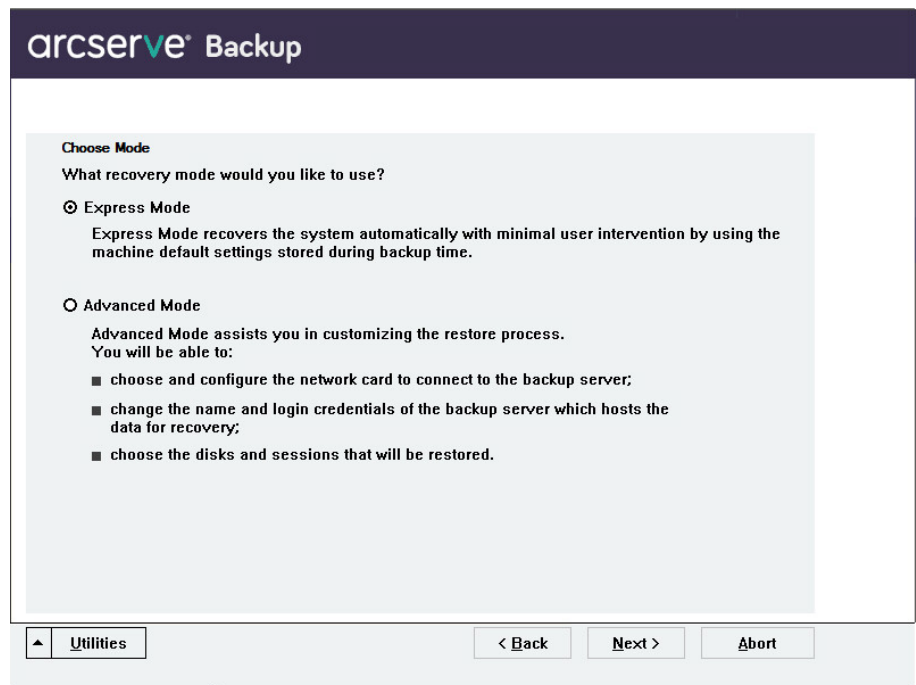 arcserve® Backup
Choose Mode
What recovery mode would you like to use?
Express Mode
Express Mode recovers the system automatically with minimal user intervention by using the
machine default settings stored during backup time.
Advanced Mode
Advanced Mode assists you in customizing the restore process.
You will be able to:
choose and configure the network card to connect to the backup server;
change the name and login credentials of the backup server which hosts the
data for recovery;
choose the disks and sessions that will be restored.
Utilities
< Back
Next >
Abort